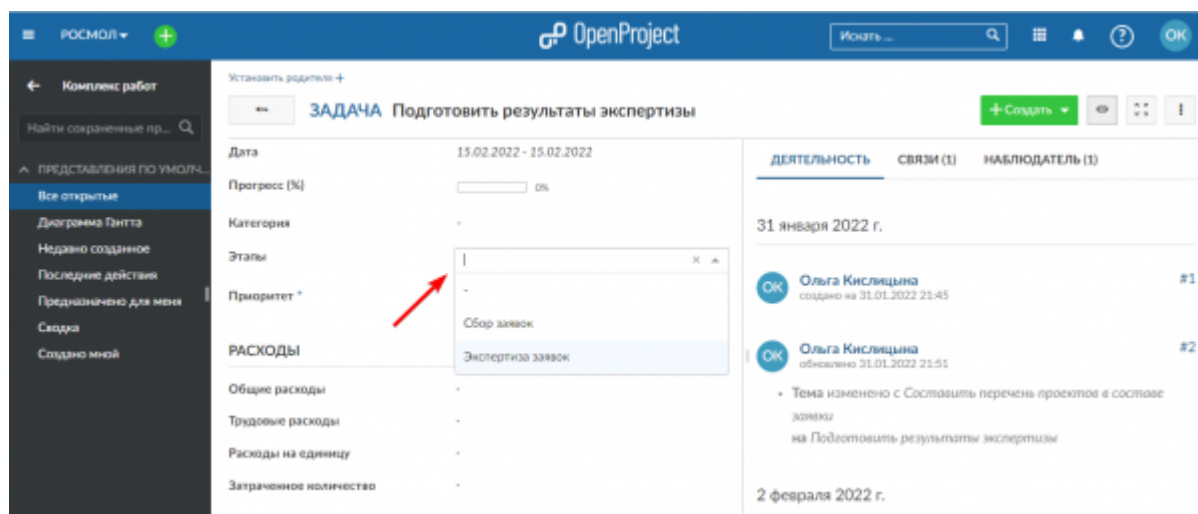 РОСМОЛ
OpenProject
Искать ...
OK
Комплекс работ
Найти сохраненные пр...
ПРЕДСТАВЛЕНИЯ ПО УМОЛЧ...
Все открытые
Диаграмма Гантта
Недавно созданное
Последние действия
Предназначено для меня
Сводка
Создано мной
Установить родителя +
ЗАДАЧА Подготовить результаты экспертизы
+ Создать
Дата 15.02.2022 - 15.02.2022
Прогресс (%) 0%
Категория -
Этапы
Приоритет *
-
Сбор заявок
Экспертиза заявок
РАСХОДЫ
Общие расходы -
Трудовые расходы -
Расходы на единицу -
Затраченное количество -
ДЕЯТЕЛЬНОСТЬ СВЯЗИ (1) НАБЛЮДАТЕЛЬ (1)
31 января 2022 г.
OK Ольга Кислицына #1
создано на 31.01.2022 21:45
OK Ольга Кислицына #2
обновлено 31.01.2022 21:51
• Тема изменено с Составить перечень проектов в составе
заявки
на Подготовить результаты экспертизы
2 февраля 2022 г.